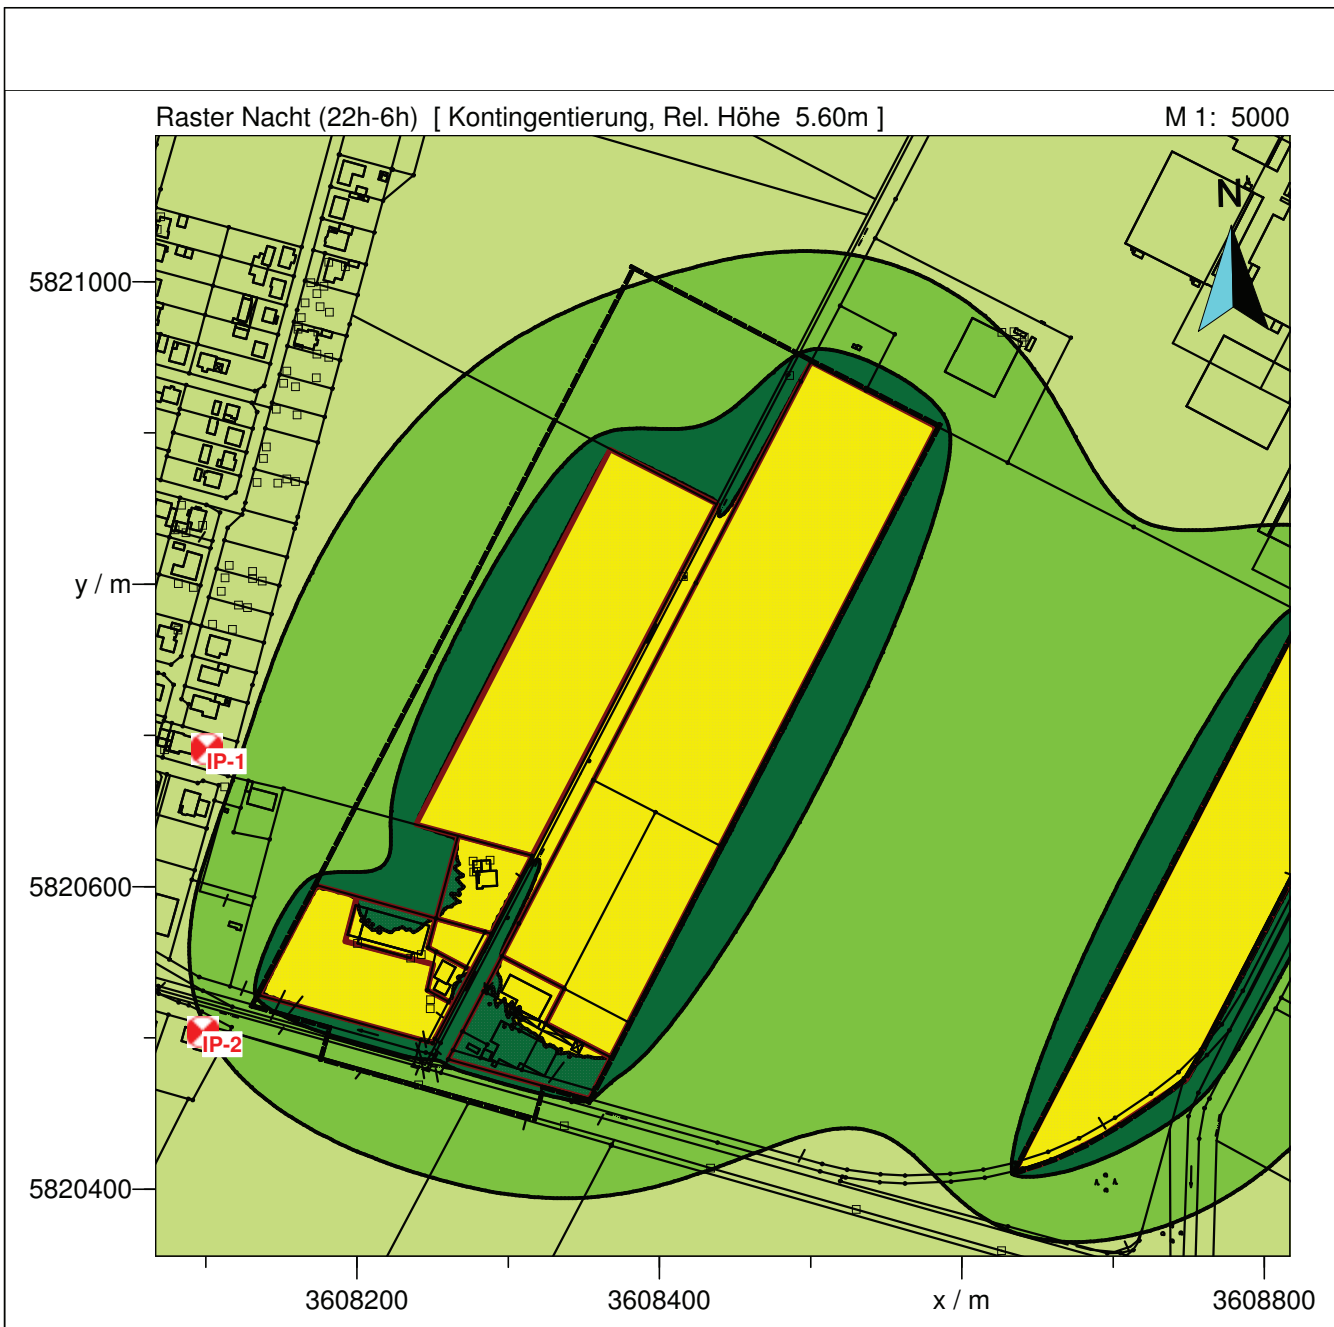 Raster Nacht (22h-6h) [ Kontingentierung, Rel. Höhe 5.60m ] M 1: 5000
N
5821000
y / m
IP-1
5820600
IP-2
5820400
3608200 3608400 x / m 3608800